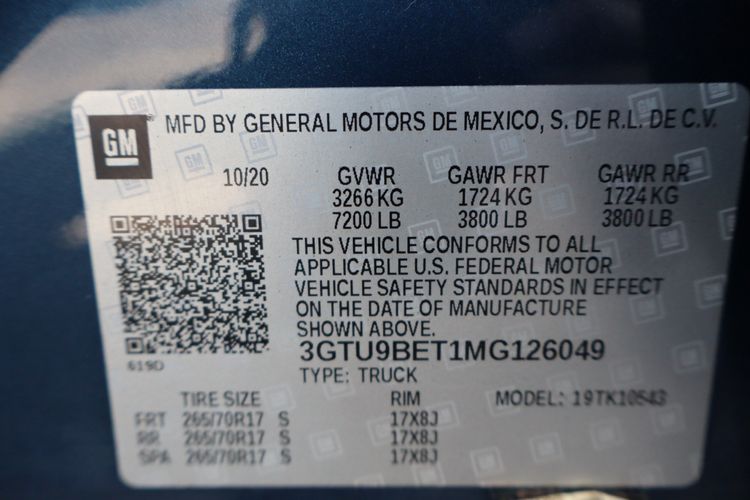 GM
MFD BY GENERAL MOTORS DE MEXICO, S. DE R.L. DE C.V.
10/20 GVWR GAWR FRT GAWR RR
3266 KG 1724 KG 1724 KG
7200 LB 3800 LB 3800 LB
THIS VEHICLE CONFORMS TO ALL
APPLICABLE U.S. FEDERAL MOTOR
VEHICLE SAFETY STANDARDS IN EFFECT
ON THE DATE OF MANUFACTURE
SHOWN ABOVE.
619D
3GTU9BET1MG126049
TYPE: TRUCK
TIRE SIZE RIM MODEL: 19TK10543
FRT 265/70R17 S 17X8J
RR 265/70R17 S 17X8J
SPA 265/70R17 S 17X8J